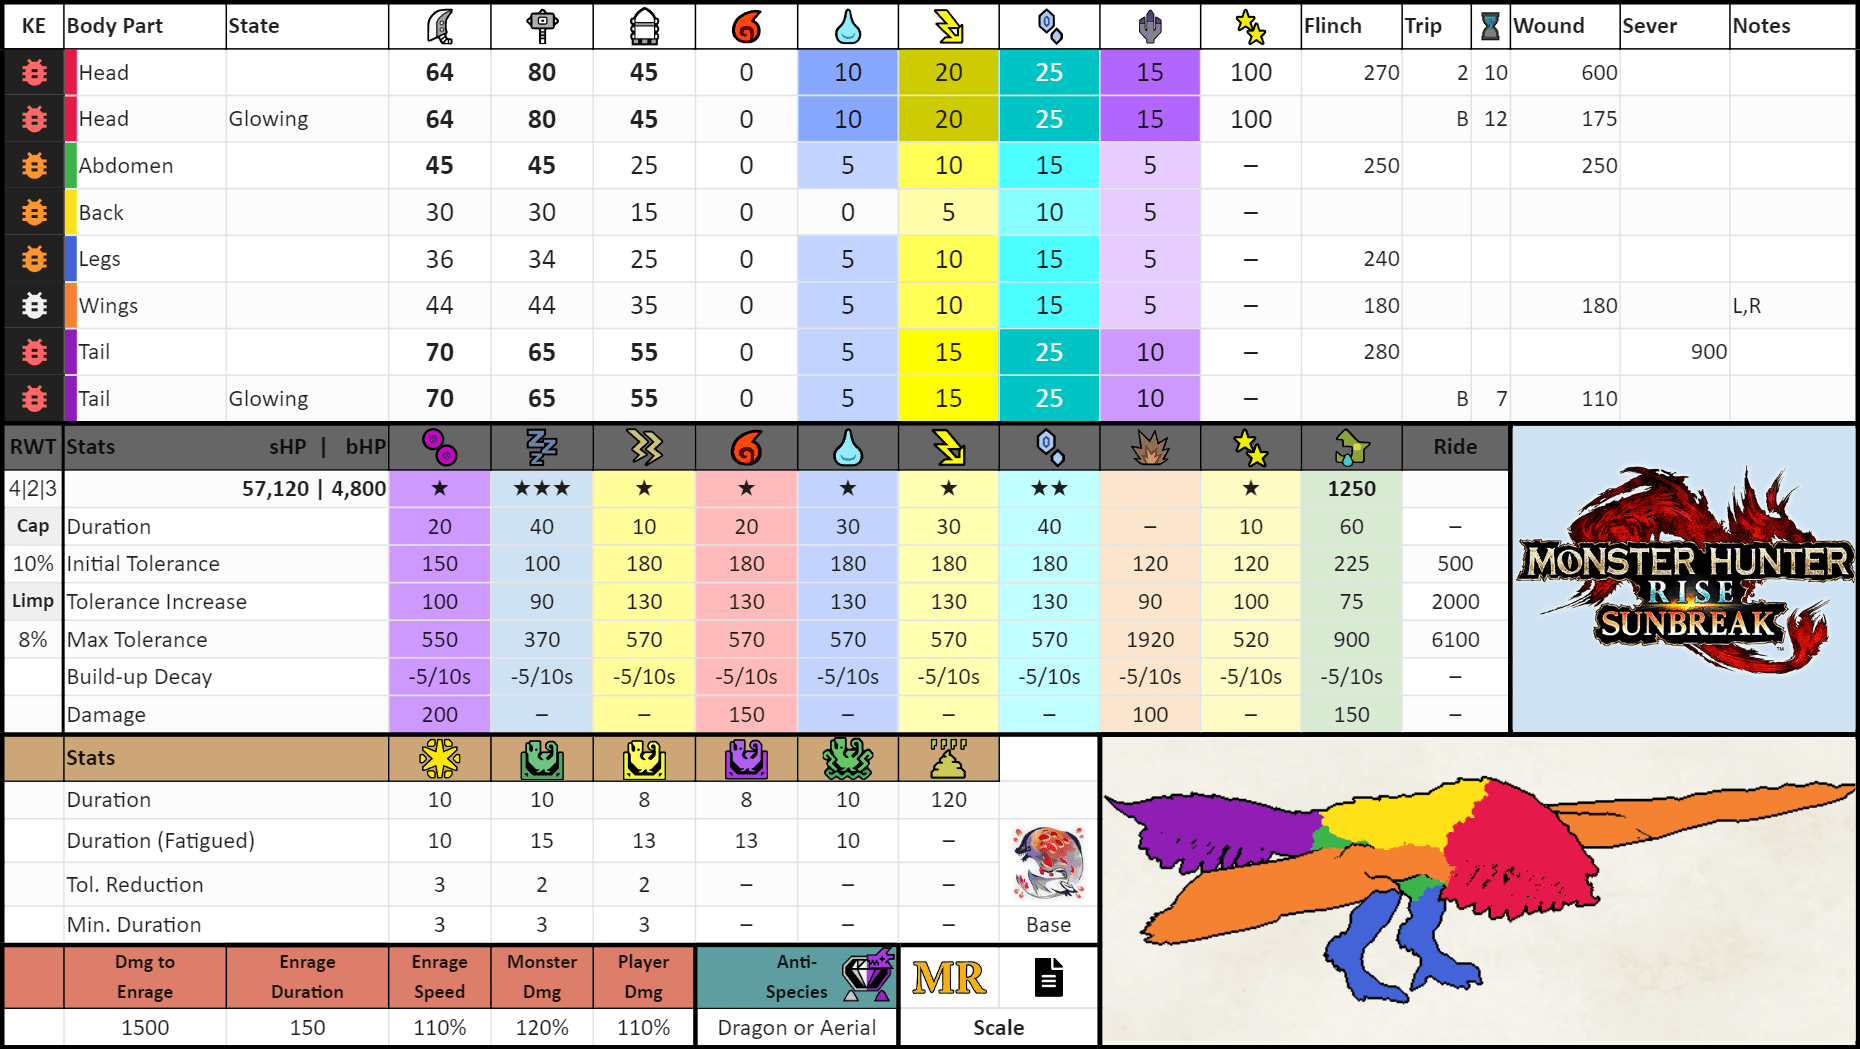 KE Body Part State Flinch Trip Wound Sever Notes
Head 64 80 45 0 10 20 25 15 100 270 2 10 600
Head Glowing 64 80 45 0 10 20 25 15 100 B 12 175
Abdomen 45 45 25 0 5 10 15 5 – 250 250
Back 30 30 15 0 0 5 10 5 –
Legs 36 34 25 0 5 10 15 5 – 240
Wings 44 44 35 0 5 10 15 5 – 180 180 L,R
Tail 70 65 55 0 5 15 25 10 – 280 900
Tail Glowing 70 65 55 0 5 15 25 10 – B 7 110
RWT Stats sHP | bHP Ride
4|2|3 57,120 | 4,800 ★ ★★★ ★ ★ ★ ★ ★★ ★ 1250
Cap Duration 20 40 10 20 30 30 40 – 10 60 –
10% Initial Tolerance 150 100 180 180 180 180 180 120 120 225 500
Limp Tolerance Increase 100 90 130 130 130 130 130 90 100 75 2000
8% Max Tolerance 550 370 570 570 570 570 570 1920 520 900 6100
Build-up Decay -5/10s -5/10s -5/10s -5/10s -5/10s -5/10s -5/10s -5/10s -5/10s -5/10s –
Damage 200 – – 150 – – – 100 – 150 –
MONSTER HUNTER
RISE
SUNBREAK
TM
Stats
Duration 10 10 8 8 10 120
Duration (Fatigued) 10 15 13 13 10 –
Tol. Reduction 3 2 2 – – –
Min. Duration 3 3 3 – – – Base
Dmg to Enrage Enrage Monster Player Anti-
Enrage Duration Speed Dmg Dmg Species MR
1500 150 110% 120% 110% Dragon or Aerial Scale